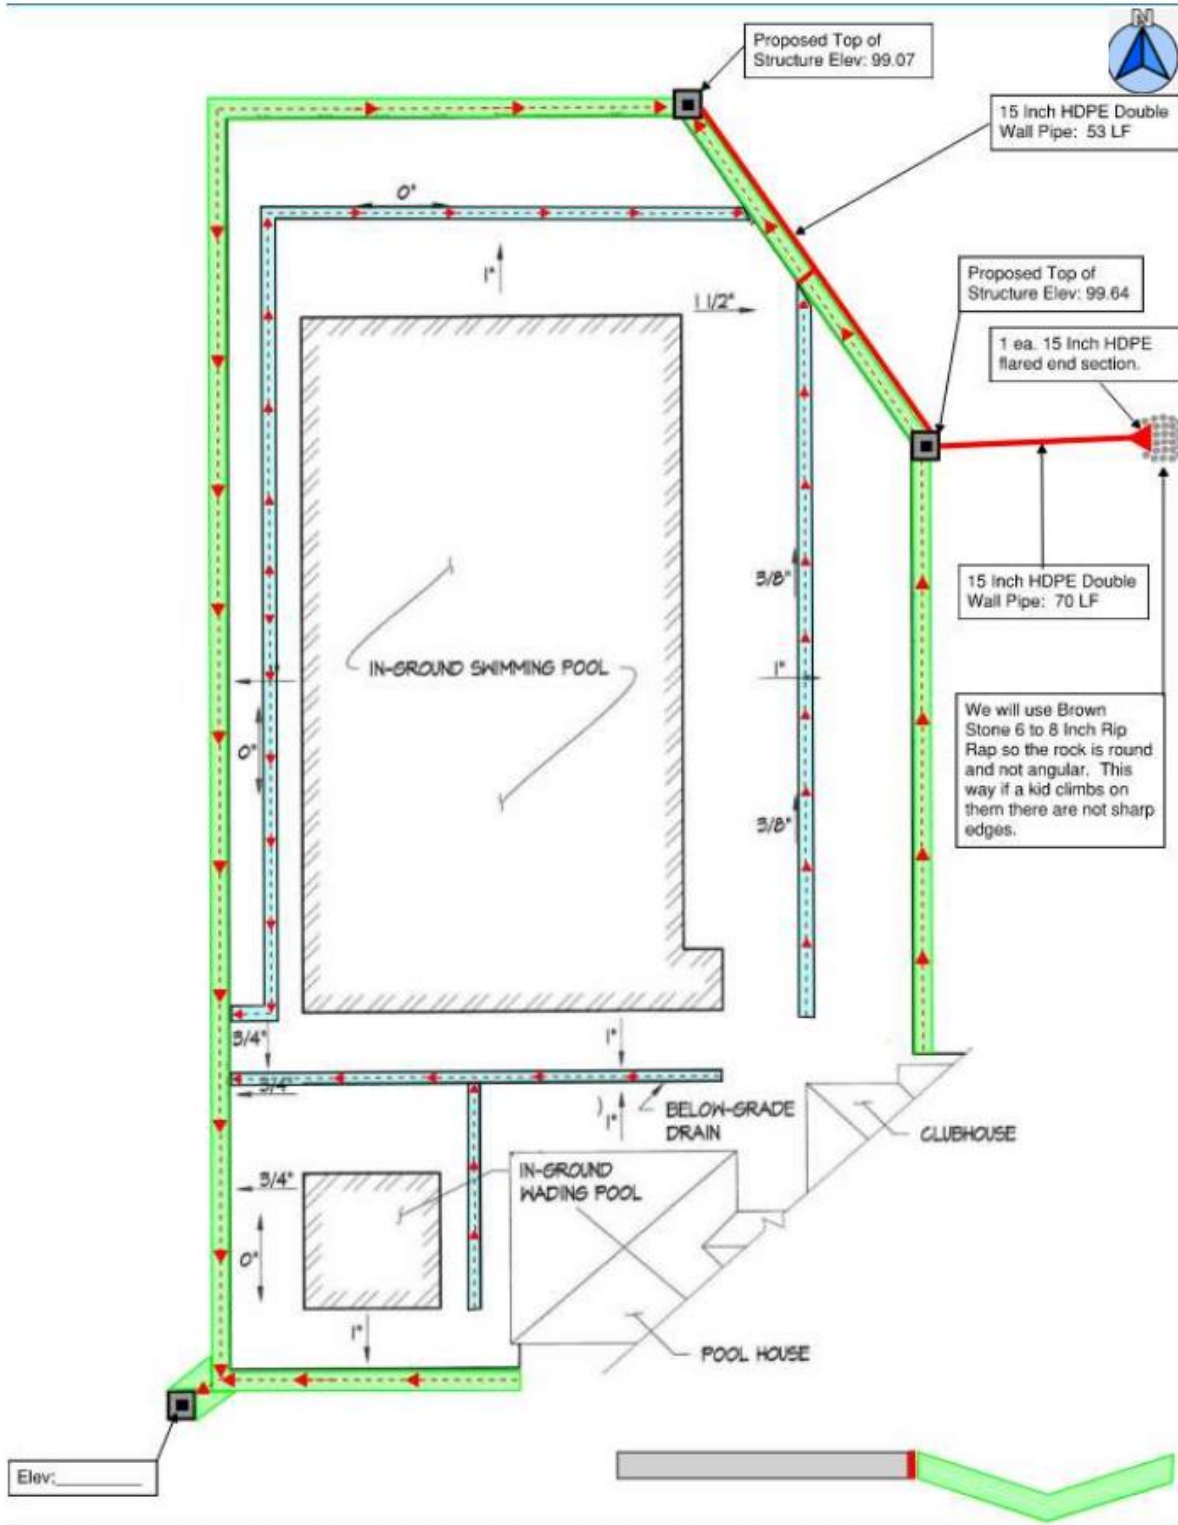 N
Proposed Top of
Structure Elev: 99.07
15 Inch HDPE Double
Wall Pipe: 53 LF
0"
1"
1 1/2"
Proposed Top of
Structure Elev: 99.64
1 ea. 15 Inch HDPE
flared end section.
3/8"
15 Inch HDPE Double
Wall Pipe: 70 LF
IN-GROUND SWIMMING POOL
1"
0"
We will use Brown
Stone 6 to 8 Inch Rip
Rap so the rock is round
and not angular. This
way if a kid climbs on
them there are not sharp
edges.
3/8"
3/4"
1"
3/4"
1"
BELOW-GRADE
DRAIN
CLUBHOUSE
IN-GROUND
WADING POOL
3/4"
0"
1"
POOL HOUSE
Elev:_________